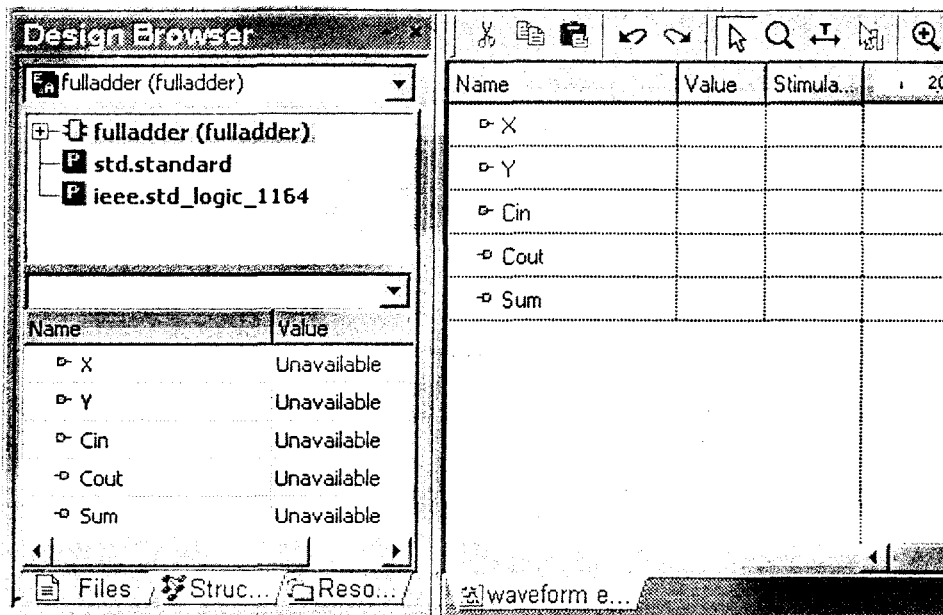 Design Browser
fulladder (fulladder)
fulladder (fulladder)
std.standard
ieee.std_logic_1164
Name Value
X Unavailable
Y Unavailable
Cin Unavailable
Cout Unavailable
Sum Unavailable
Files Struc... Reso...
Name Value Stimula... 20
X
Y
Cin
Cout
Sum
waveform e...